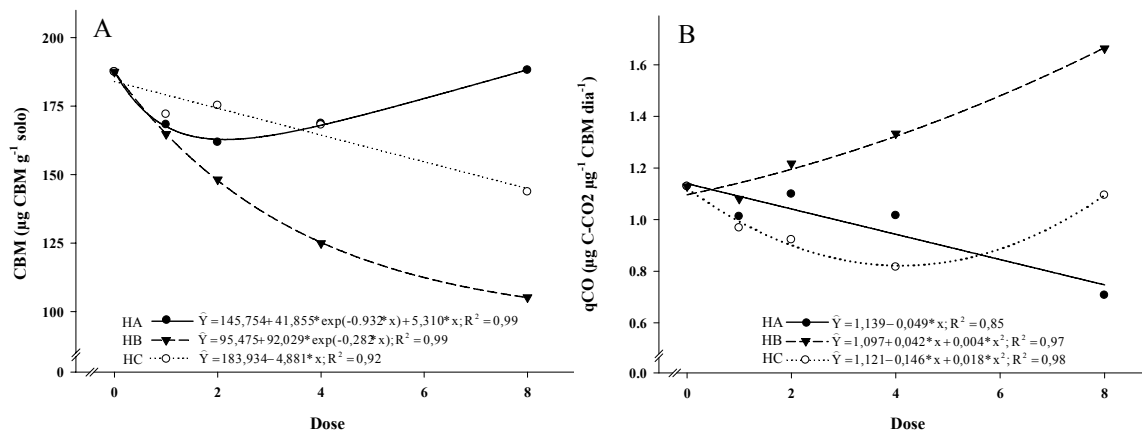 A
CBM (µg CBM g⁻¹ solo)
200
175
150
125
100
0
HA Ŷ=145,754+ 41,855*exp(-0.932*x)+5,310*x; R² = 0,99
HB Ŷ=95,475+92,029*exp(-0,282*x); R² = 0,99
HC Ŷ=183,934−4,881*x; R² = 0,92
0 2 4 6 8
Dose
B
qCO (µg C-CO2 µg⁻¹ CBM dia⁻¹)
1.6
1.4
1.2
1.0
0.8
0.6
0.0
HA Ŷ=1,139−0,049*x; R² = 0,85
HB Ŷ=1,097+0,042*x+0,004*x²; R² = 0,97
HC Ŷ=1,121−0,146*x+0,018*x²; R² = 0,98
0 2 4 6 8
Dose